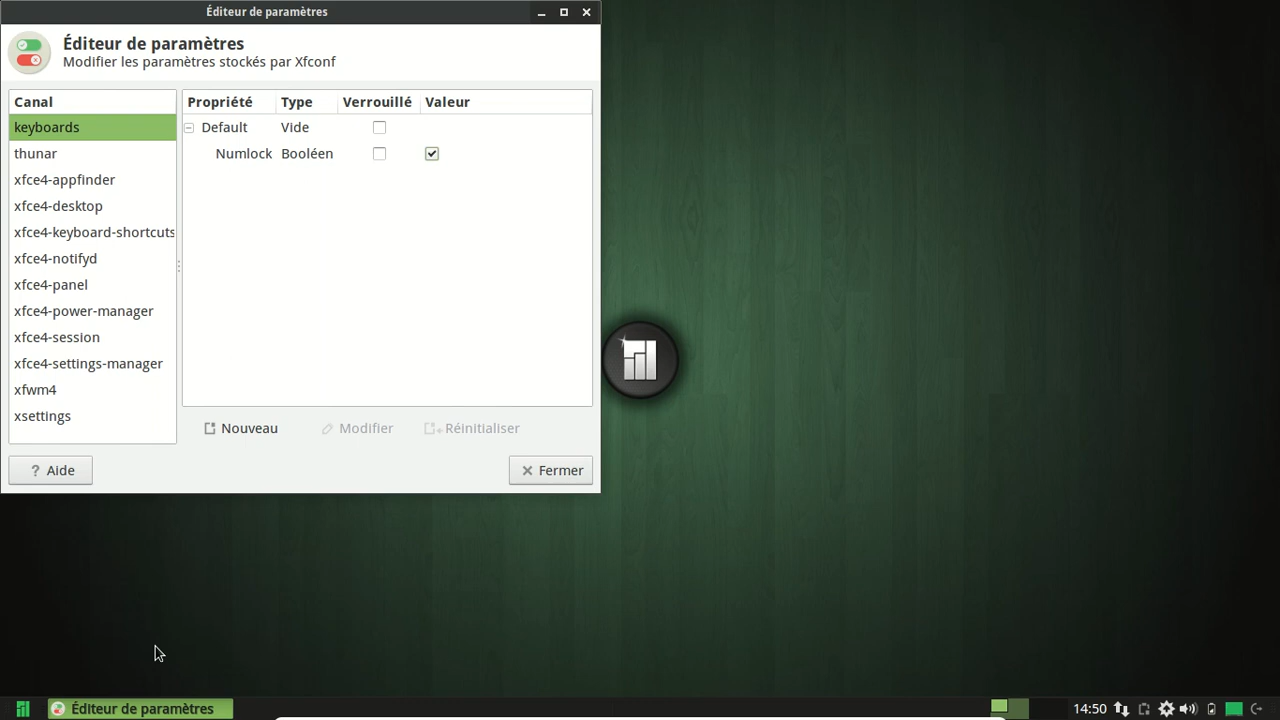 Éditeur de paramètres
Éditeur de paramètres
Modifier les paramètres stockés par Xfconf
Canal
keyboards
thunar
xfce4-appfinder
xfce4-desktop
xfce4-keyboard-shortcuts
xfce4-notifyd
xfce4-panel
xfce4-power-manager
xfce4-session
xfce4-settings-manager
xfwm4
xsettings
Propriété Type Verrouillé Valeur
Default Vide
Numlock Booléen
Nouveau Modifier Réinitialiser
? Aide Fermer
Éditeur de paramètres 14:50